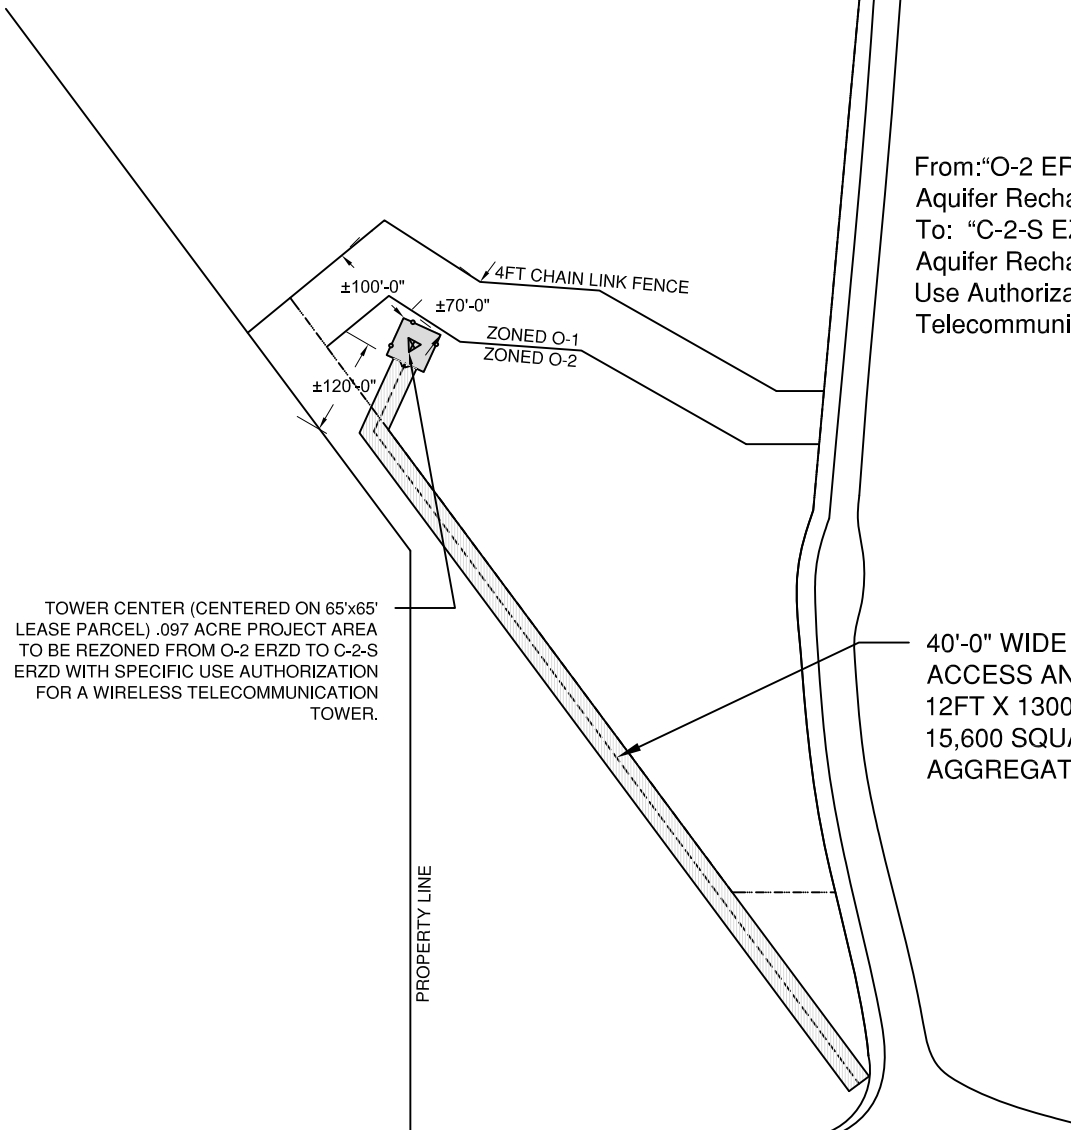 From:“O-2 ER
Aquifer Recha
To: “C-2-S EZ
Aquifer Recha
Use Authoriza
Telecommuni
4FT CHAIN LINK FENCE
±100'-0"
±70'-0"
ZONED O-1
ZONED O-2
±120'-0"
TOWER CENTER (CENTERED ON 65'x65'
LEASE PARCEL) .097 ACRE PROJECT AREA
TO BE REZONED FROM O-2 ERZD TO C-2-S
ERZD WITH SPECIFIC USE AUTHORIZATION
FOR A WIRELESS TELECOMMUNICATION
TOWER.
40'-0" WIDE
ACCESS AN
12FT X 1300
15,600 SQUA
AGGREGAT
PROPERTY LINE